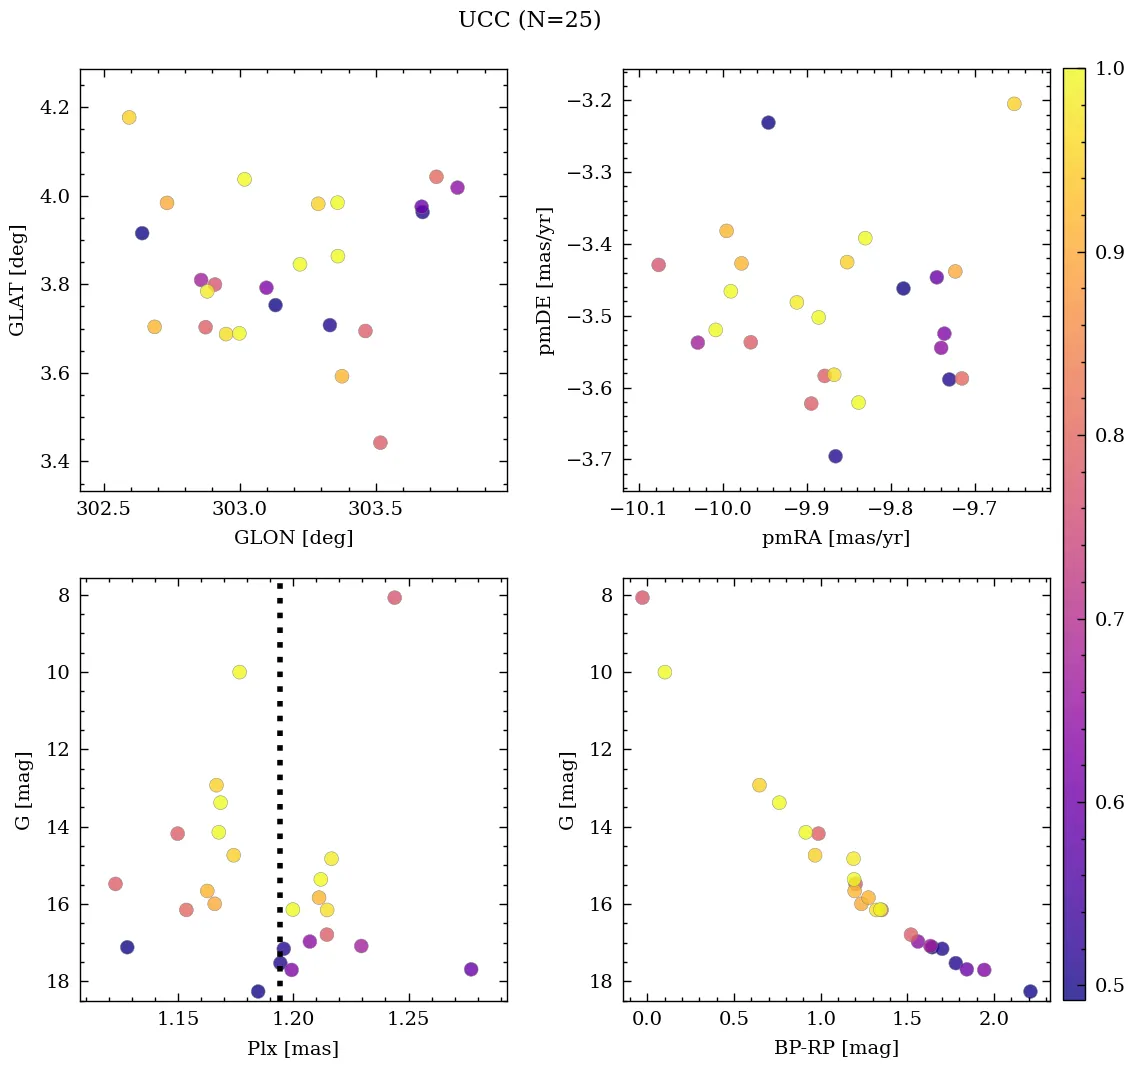 UCC (N=25)
4.2
4.0
3.8
3.6
3.4
GLAT [deg]
302.5 303.0 303.5
GLON [deg]
−3.2
−3.3
−3.4
−3.5
−3.6
−3.7
pmDE [mas/yr]
−10.1 −10.0 −9.9 −9.8 −9.7
pmRA [mas/yr]
1.0
0.9
0.8
0.7
0.6
0.5
8
10
12
14
16
18
G [mag]
1.15 1.20 1.25
Plx [mas]
8
10
12
14
16
18
G [mag]
0.0 0.5 1.0 1.5 2.0
BP-RP [mag]